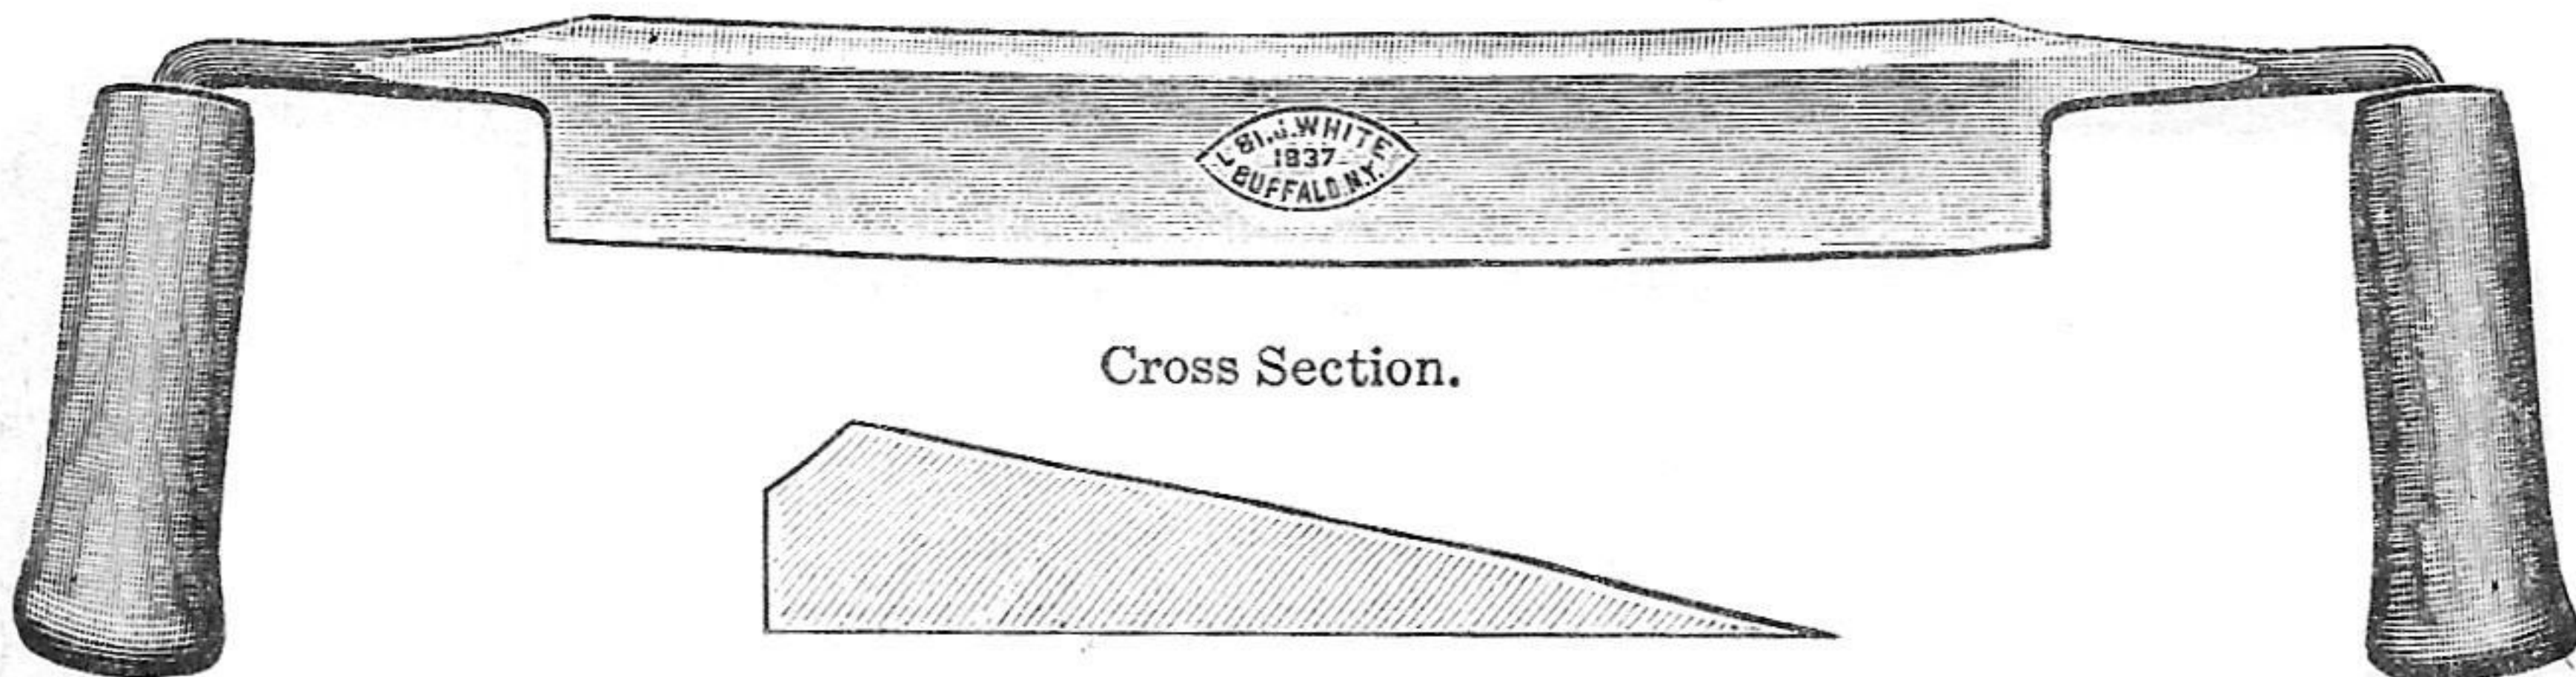 L. & I. J. WHITE
1837
BUFFALO. N.Y.
Cross Section.